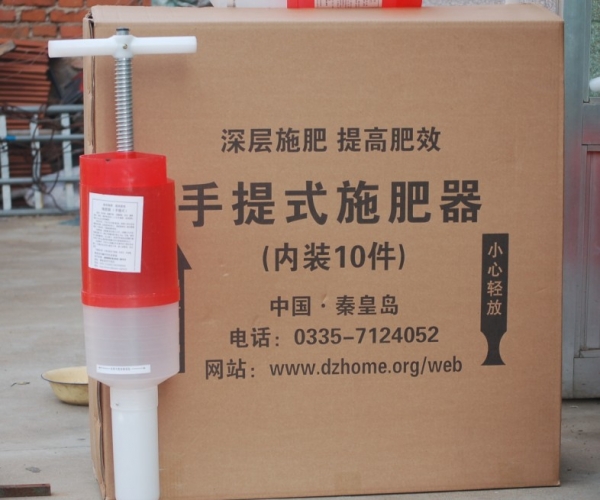 深层施肥 提高肥效
手提式施肥器
(内装10件)
中国·秦皇岛
电话：0335-7124052
网站：www.dzhome.org/web
小心轻放